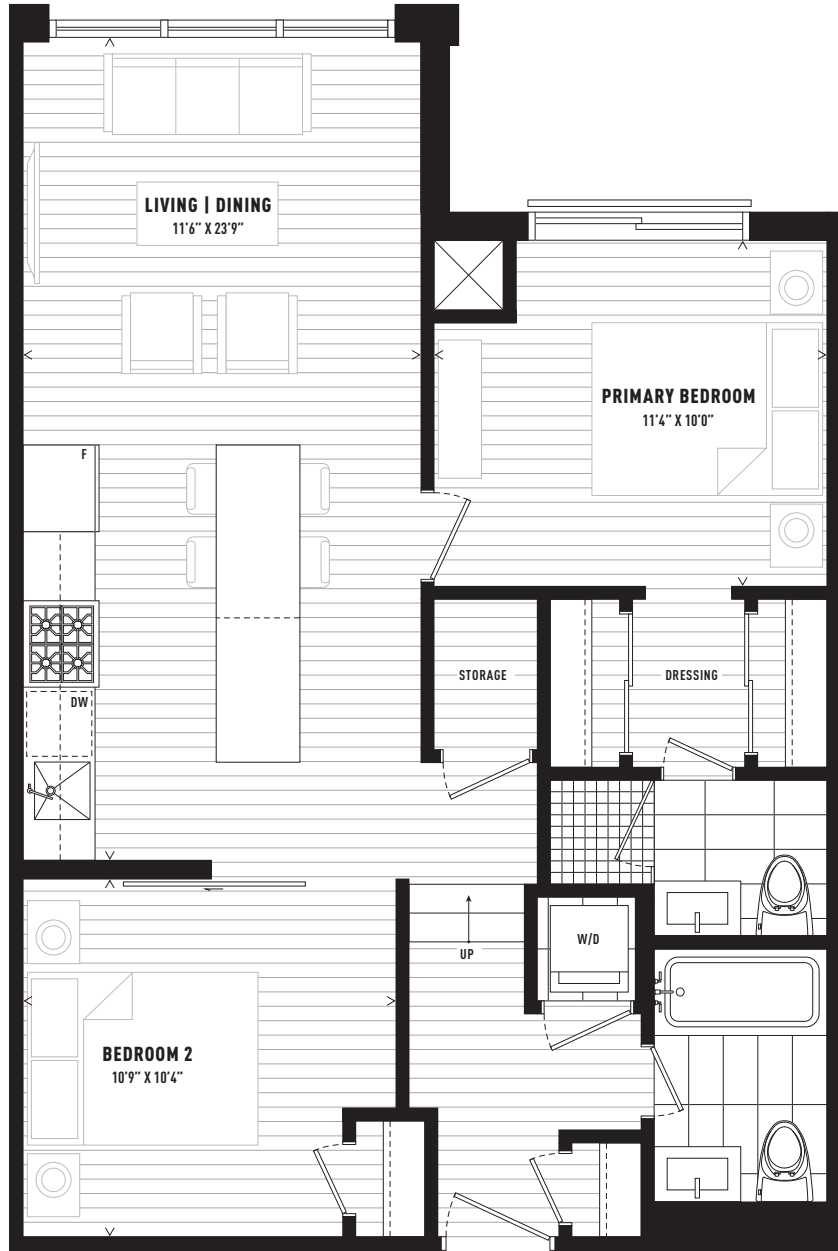 LIVING | DINING
11'6" X 23'9"
PRIMARY BEDROOM
11'4" X 10'0"
F
STORAGE
DRESSING
DW
W/D
UP
BEDROOM 2
10'9" X 10'4"